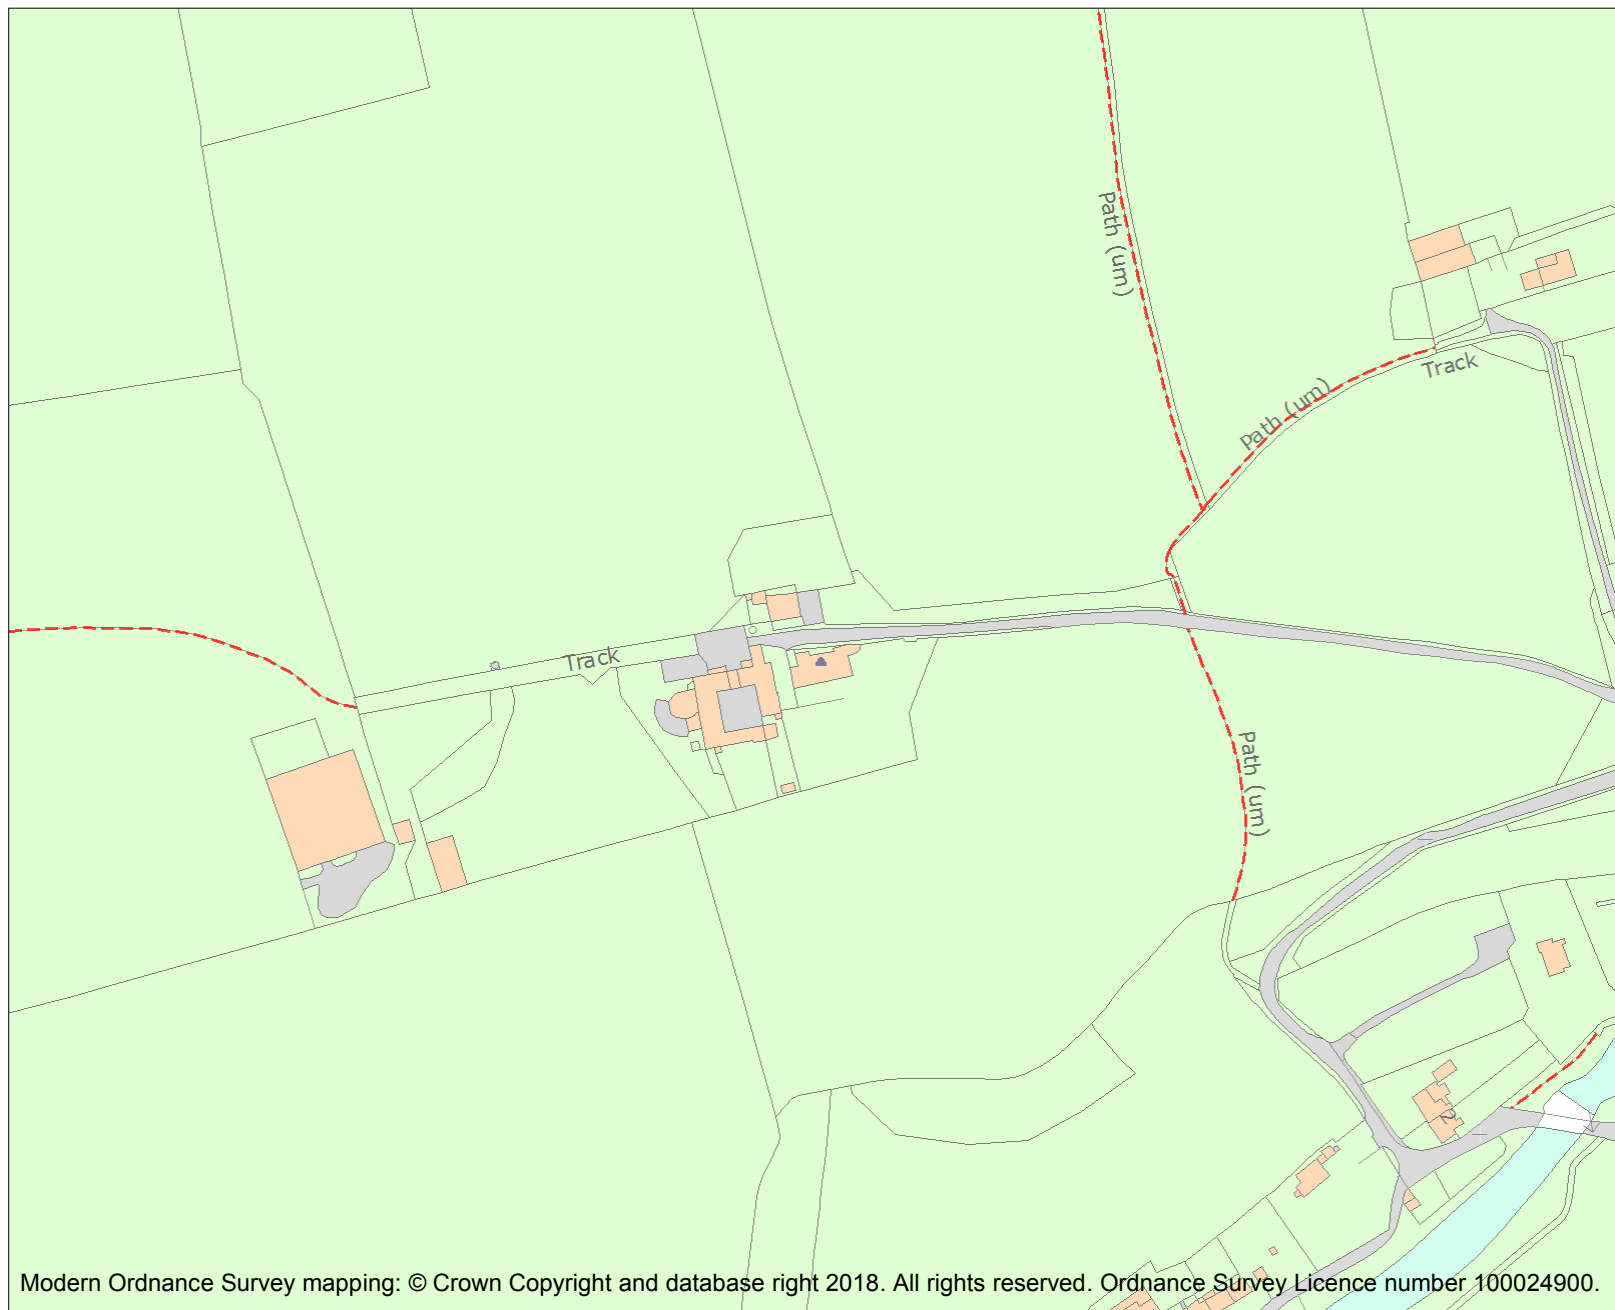 Path (um)
Path (um)
Track
Track
Path (um)
2
Modern Ordnance Survey mapping: © Crown Copyright and database right 2018. All rights reserved. Ordnance Survey Licence number 100024900.